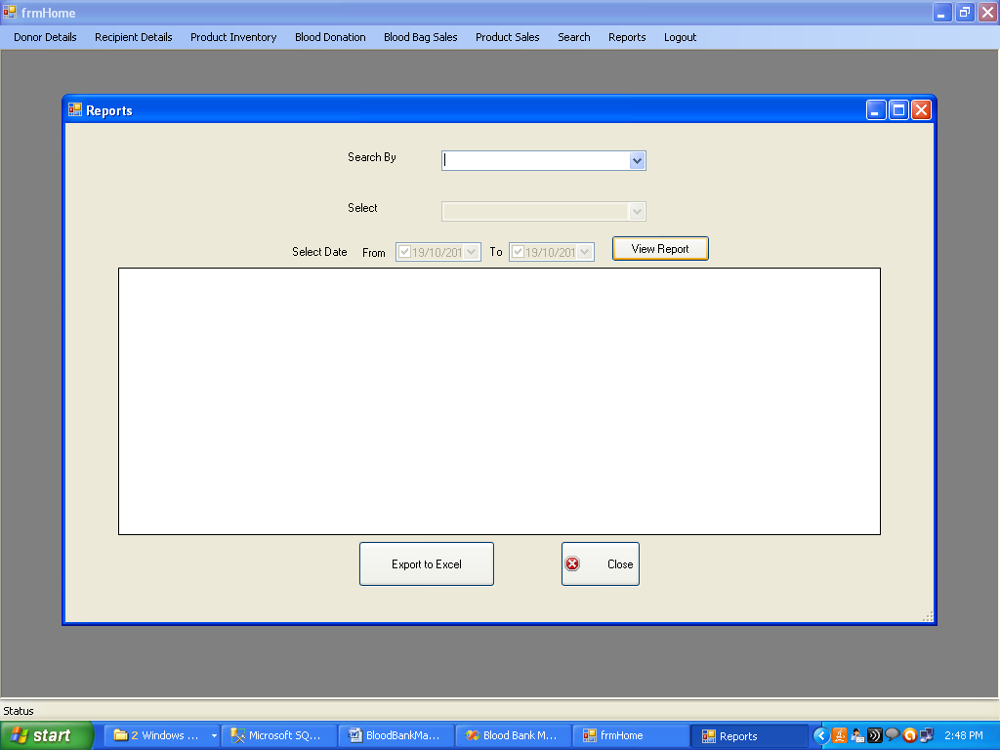 frmHome
Donor Details Recipient Details Product Inventory Blood Donation Blood Bag Sales Product Sales Search Reports Logout
Reports
Search By
Select
Select Date From 19/10/201 To 19/10/201 View Report
Export to Excel Close
Status
start 2 Windows ... Microsoft SQ... BloodBankMa... Blood Bank M... frmHome Reports 2:48 PM